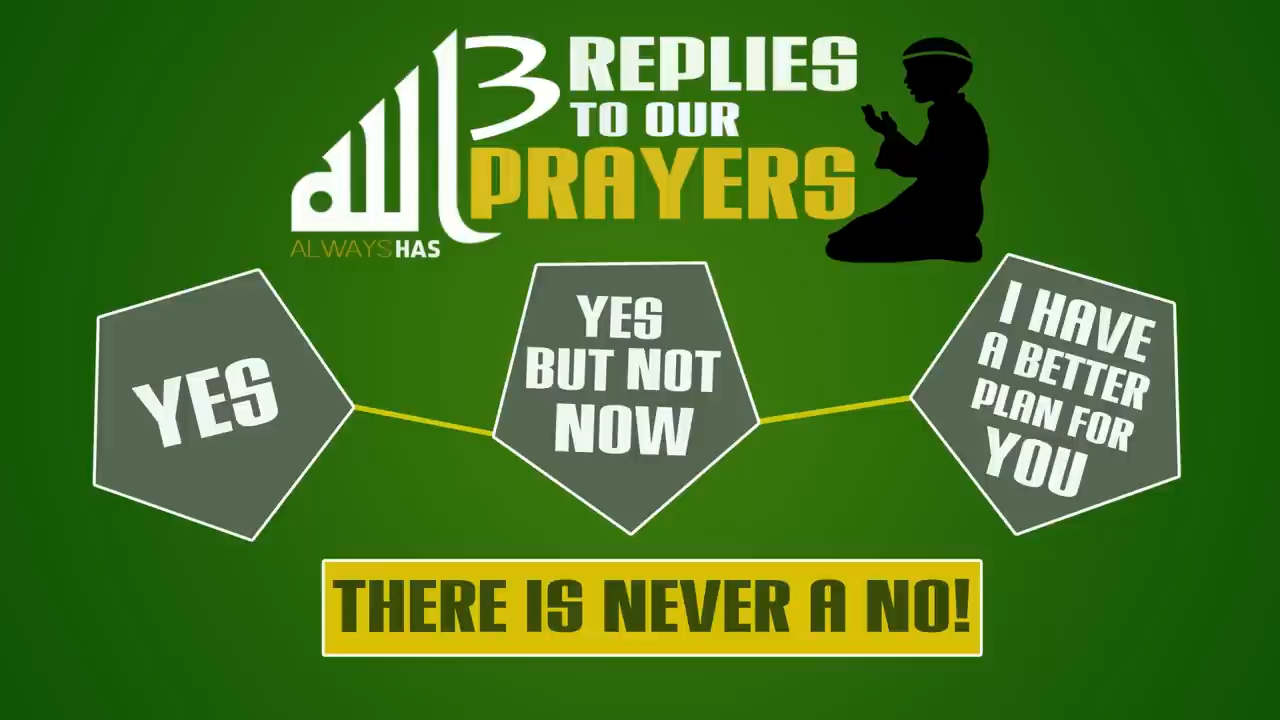 الله
ALWAYS HAS
3 REPLIES
TO OUR
PRAYERS
YES
YES
BUT NOT
NOW
I HAVE
A BETTER
PLAN FOR
YOU
THERE IS NEVER A NO!